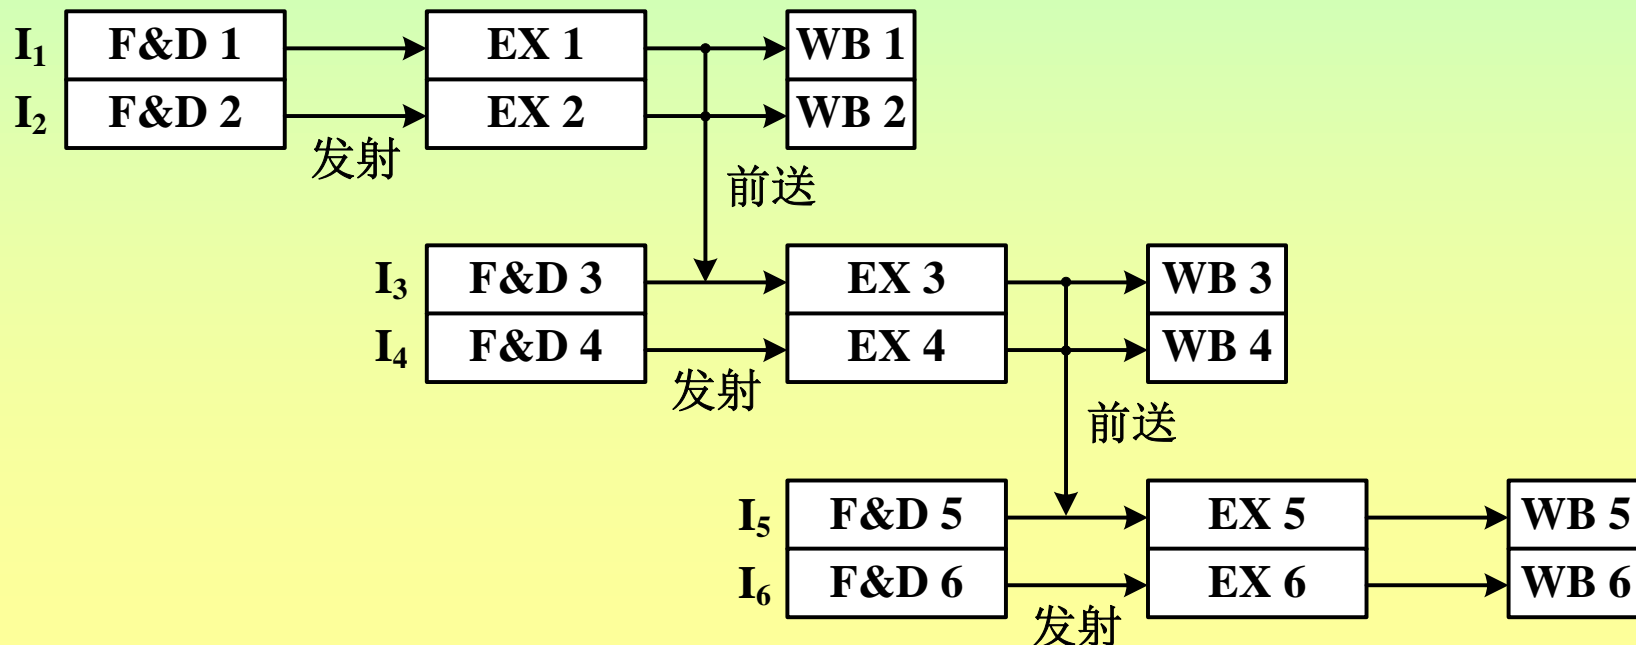 I₁ F&D 1 EX 1 WB 1
I₂ F&D 2 EX 2 WB 2
发射
前送
I₃ F&D 3 EX 3 WB 3
I₄ F&D 4 EX 4 WB 4
发射
前送
I₅ F&D 5 EX 5 WB 5
I₆ F&D 6 EX 6 WB 6
发射